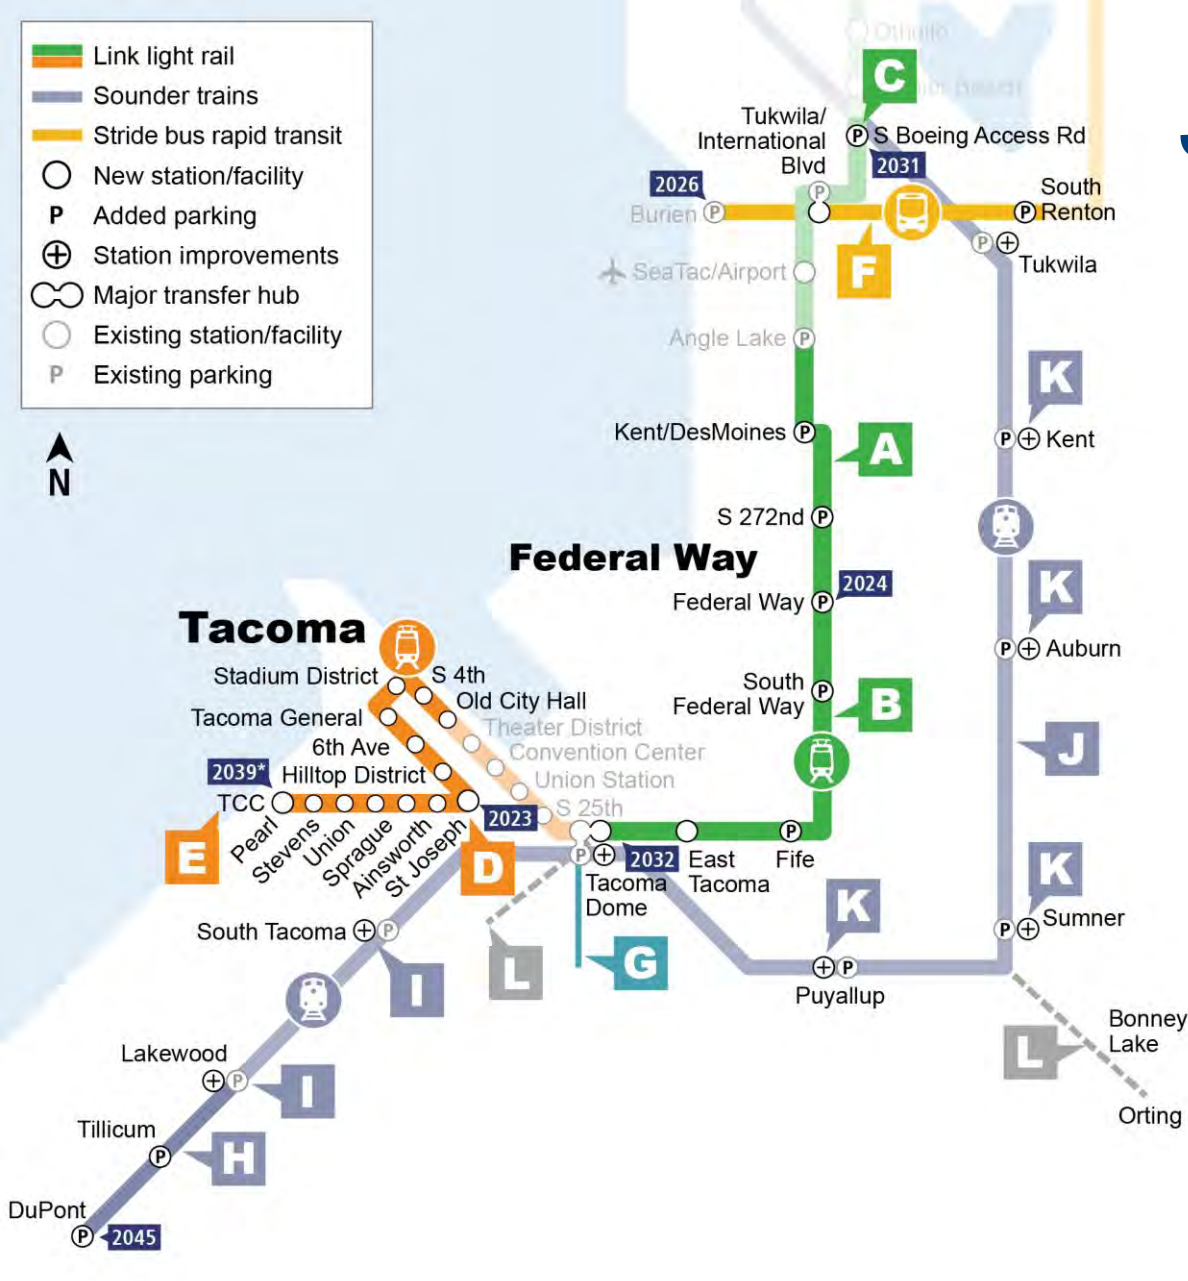 Link light rail
Sounder trains
Stride bus rapid transit
New station/facility
P Added parking
Station improvements
Major transfer hub
Existing station/facility
P Existing parking
N
Othello
C
Tukwila/
International
Blvd
P S Boeing Access Rd
2031
2026
P
South
Renton
Burien P
P
F
P
Tukwila
SeaTac/Airport
Angle Lake P
K
Kent/DesMoines P
A
P Kent
S 272nd P
Federal Way
K
2024
Federal Way P
Tacoma
P Auburn
Stadium District
S 4th
South
Federal Way P
Old City Hall
B
Tacoma General
Theater District
6th Ave
Convention Center
J
2039*
Hilltop District
Union Station
TCC
S 25th
2023
Pearl
Stevens
Union
Sprague
Ainsworth
St Joseph
E
D
P
2032
East
Tacoma
P
Fife
Tacoma
Dome
K
K
South Tacoma P
P Sumner
L
G
P
Puyallup
I
Bonney
Lake
L
Orting
Lakewood
P
I
Tillicum
P
H
DuPont
P 2045